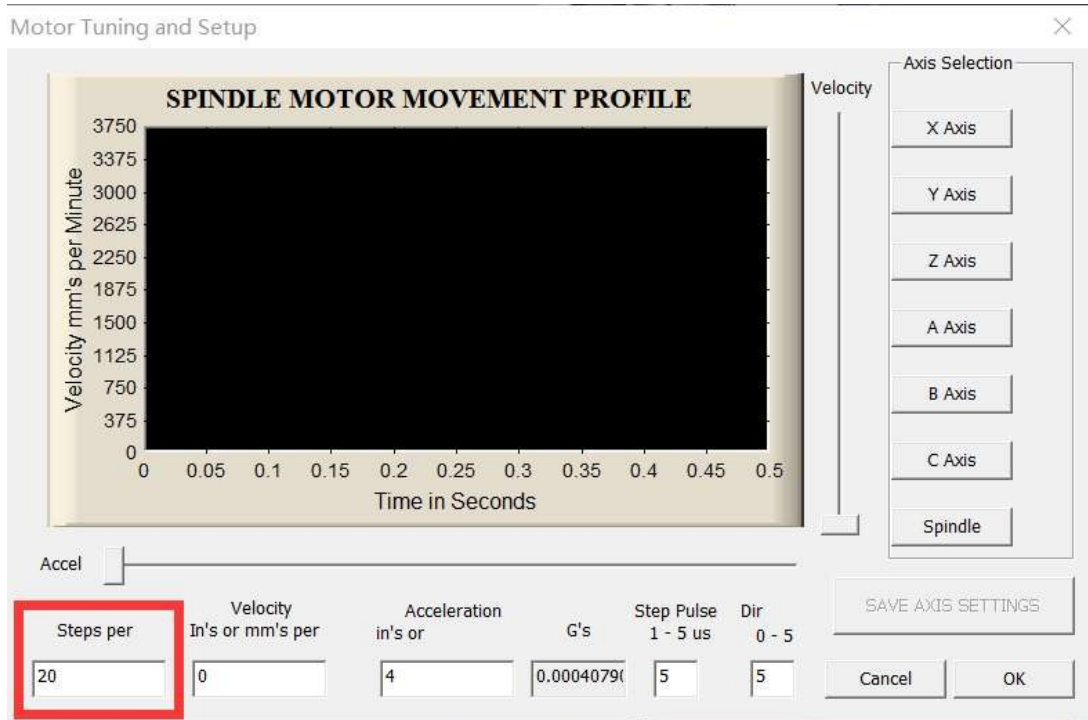 Motor Tuning and Setup
SPINDLE MOTOR MOVEMENT PROFILE
Velocity mm's per Minute
3750
3375
3000
2625
2250
1875
1500
1125
750
375
0
0 0.05 0.1 0.15 0.2 0.25 0.3 0.35 0.4 0.45 0.5
Time in Seconds
Velocity
Axis Selection
X Axis
Y Axis
Z Axis
A Axis
B Axis
C Axis
Spindle
Accel
Steps per
20
Velocity
In's or mm's per
0
Acceleration
in's or
4
G's
0.00040790
Step Pulse
1 - 5 us
5
Dir
0 - 5
5
SAVE AXIS SETTINGS
Cancel
OK